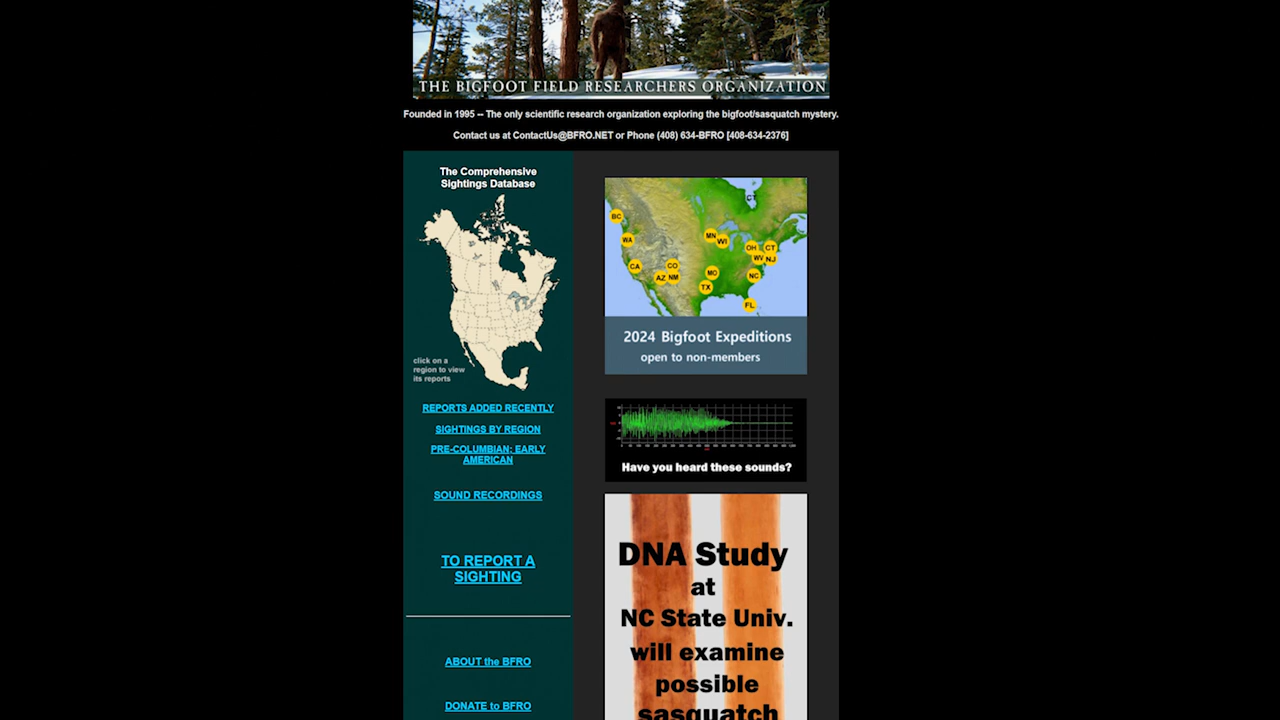 THE BIGFOOT FIELD RESEARCHERS ORGANIZATION
Founded in 1995 -- The only scientific research organization exploring the bigfoot/sasquatch mystery.
Contact us at ContactUs@BFRO.NET or Phone (408) 634-BFRO [408-634-2376]
The Comprehensive
Sightings Database
click on a
region to view
its reports
REPORTS ADDED RECENTLY
SIGHTINGS BY REGION
PRE-COLUMBIAN; EARLY
AMERICAN
SOUND RECORDINGS
TO REPORT A
SIGHTING
ABOUT the BFRO
DONATE to BFRO
CT
BC
WA
MN
WI
OH
CT
WV
NJ
CA
CO
AZ
NM
MO
NC
TX
FL
2024 Bigfoot Expeditions
open to non-members
Have you heard these sounds?
DNA Study
at
NC State Univ.
will examine
possible
sasquatch